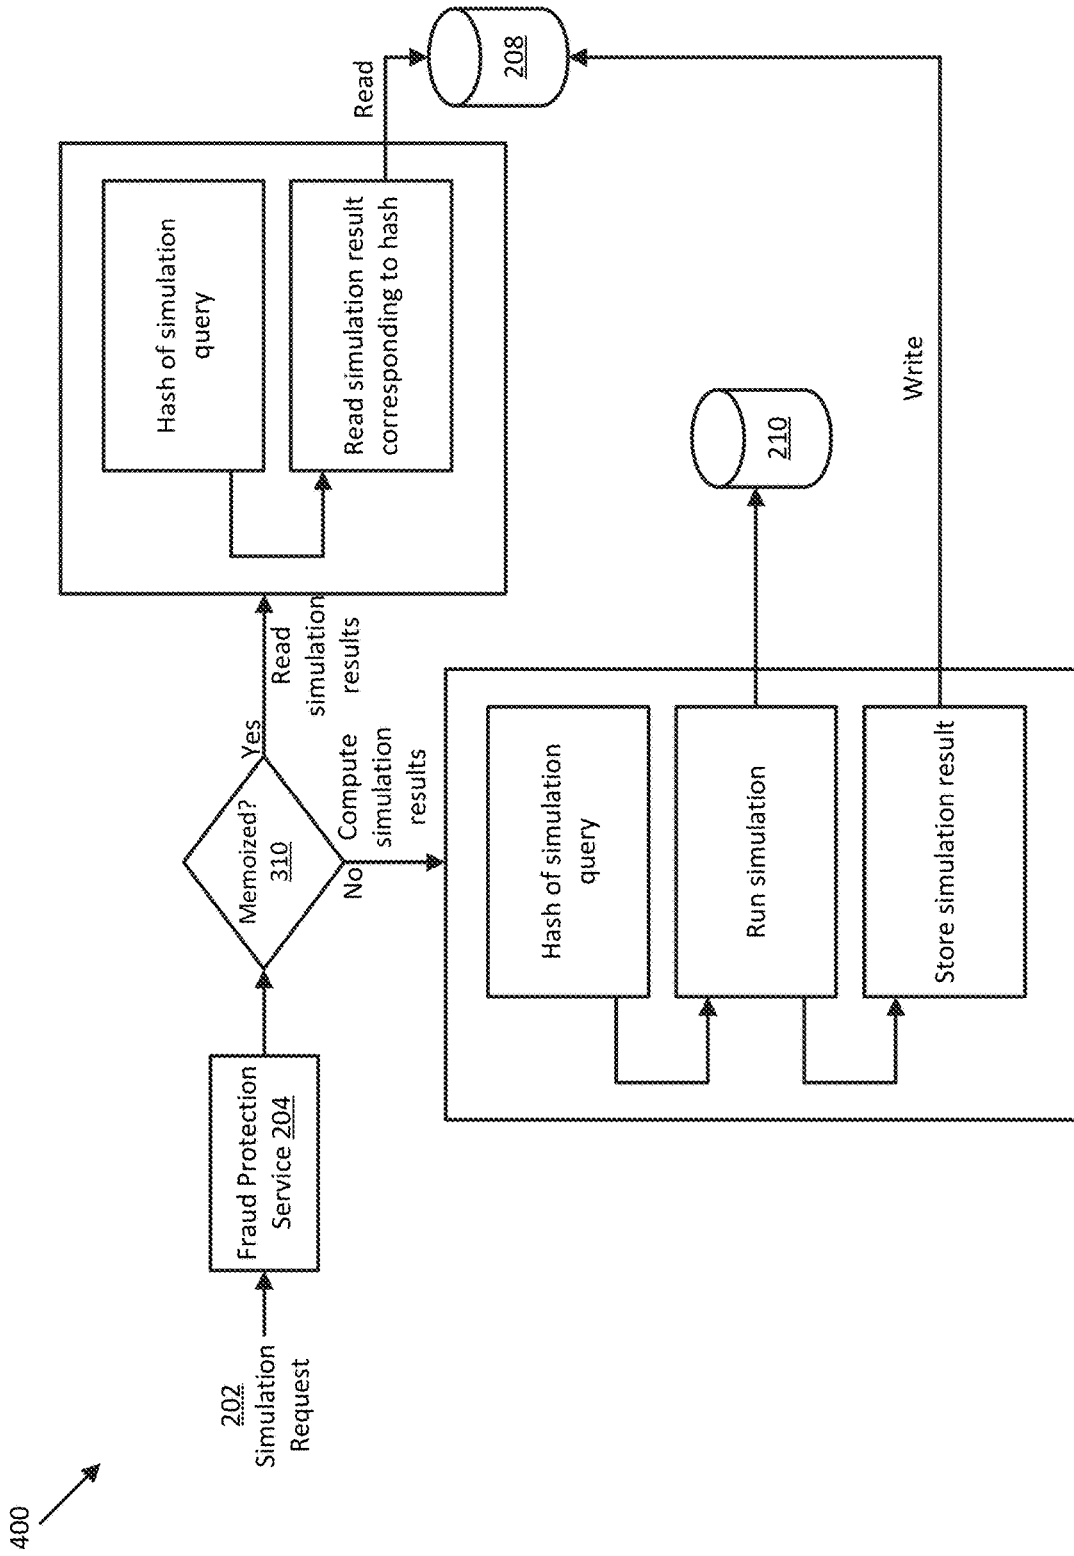 400
202
Simulation
Request
Fraud Protection
Service 204
Memoized?
310
Yes
Read
simulation
results
No
Compute
simulation
results
Hash of simulation
query
Read simulation result
corresponding to hash
Read
208
Hash of simulation
query
Run simulation
Store simulation result
210
Write